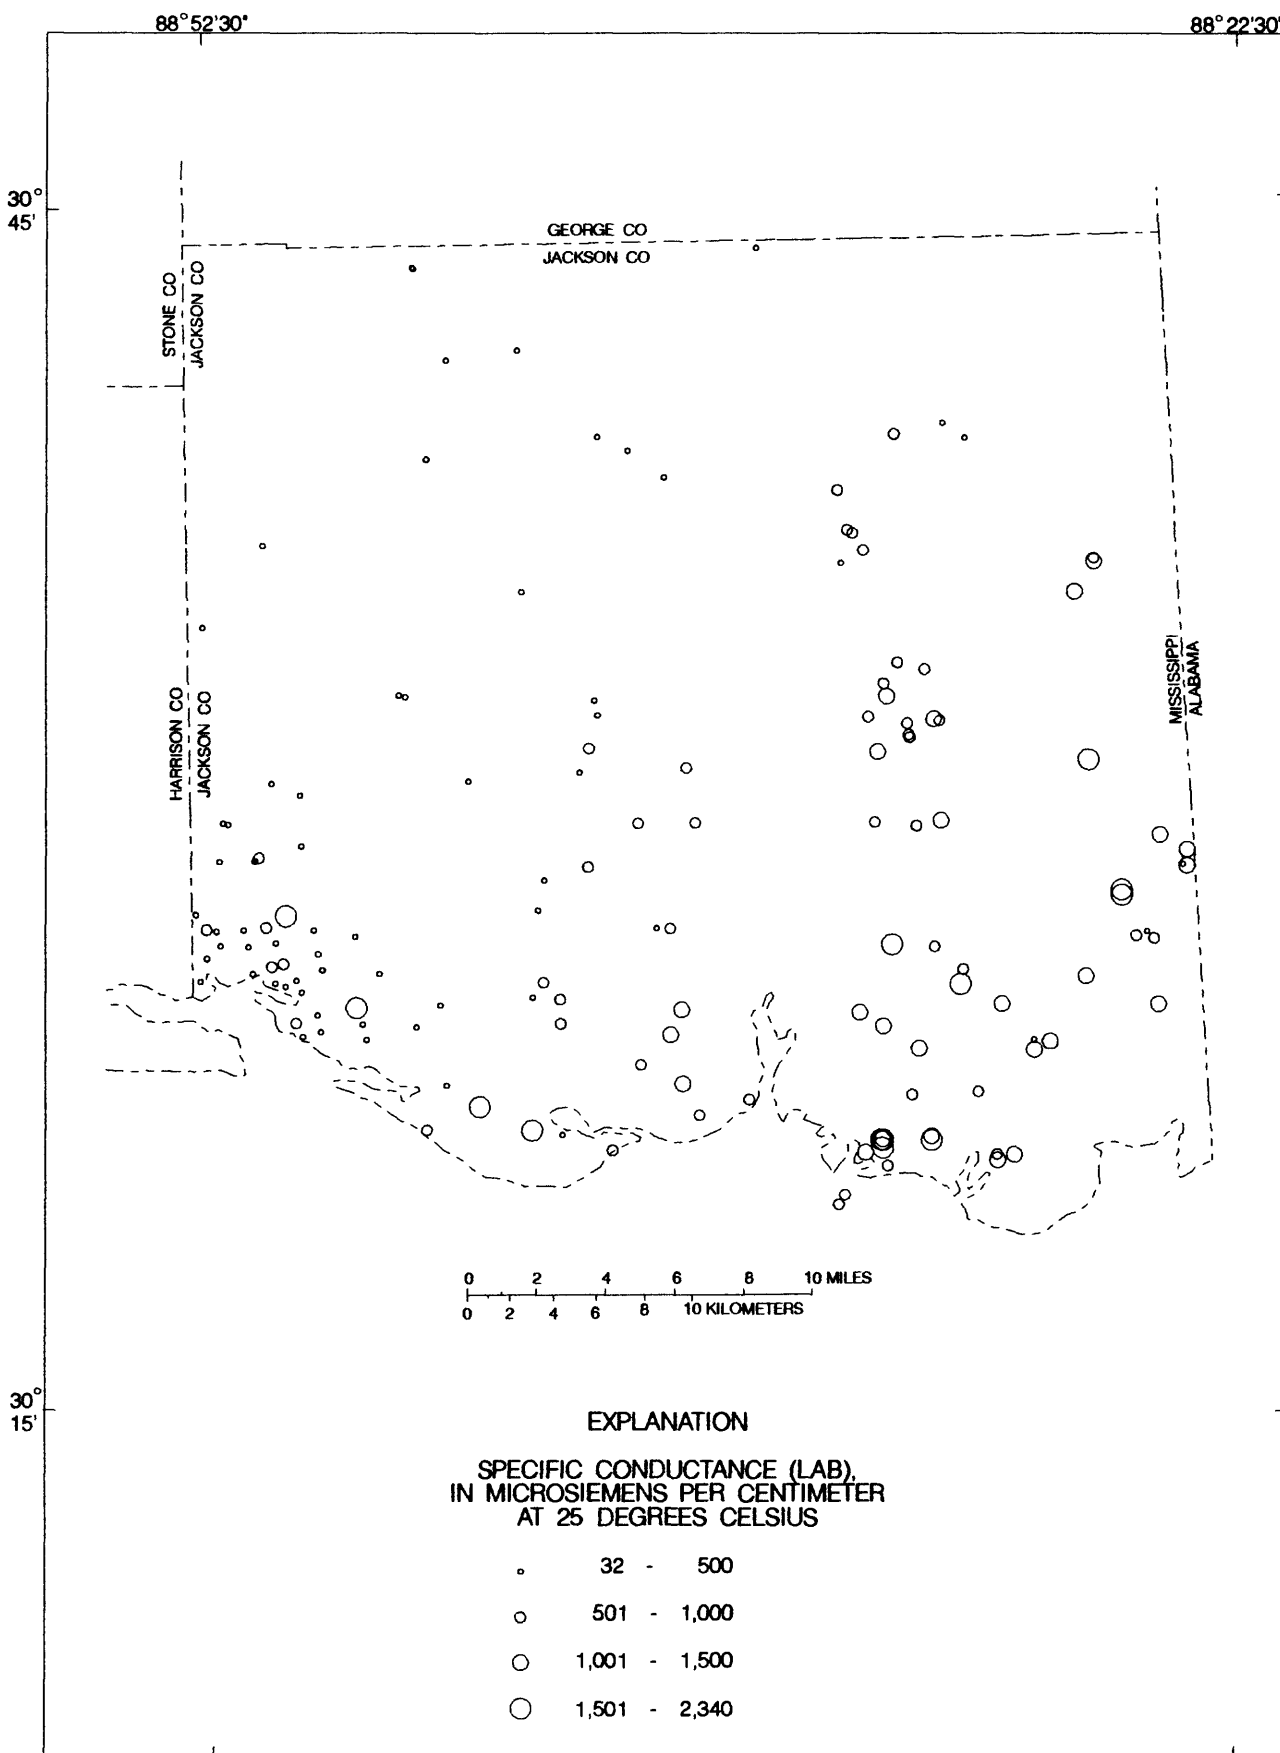 88° 52'30"
88° 22'30"
30°
45'
GEORGE CO
JACKSON CO
STONE CO
JACKSON CO
HARRISON CO
JACKSON CO
MISSISSIPPI
ALABAMA
0 2 4 6 8 10 MILES
0 2 4 6 8 10 KILOMETERS
30°
15'
EXPLANATION
SPECIFIC CONDUCTANCE (LAB),
IN MICROSIEMENS PER CENTIMETER
AT 25 DEGREES CELSIUS
32 - 500
501 - 1,000
1,001 - 1,500
1,501 - 2,340